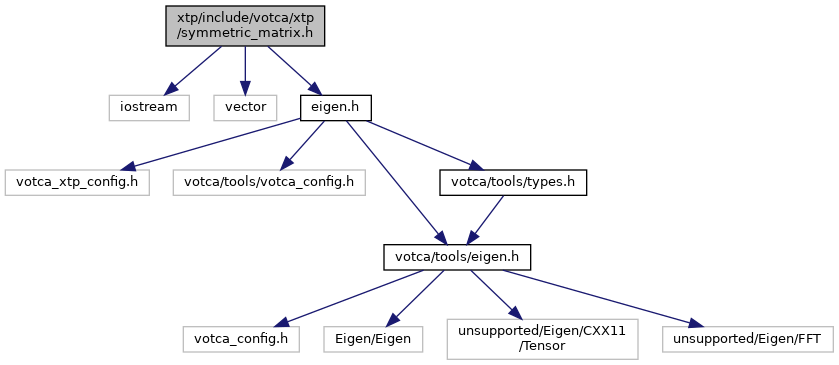 xtp/include/votca/xtp
/symmetric_matrix.h
iostream
vector
eigen.h
votca_xtp_config.h
votca/tools/votca_config.h
votca/tools/types.h
votca/tools/eigen.h
votca_config.h
Eigen/Eigen
unsupported/Eigen/CXX11
/Tensor
unsupported/Eigen/FFT